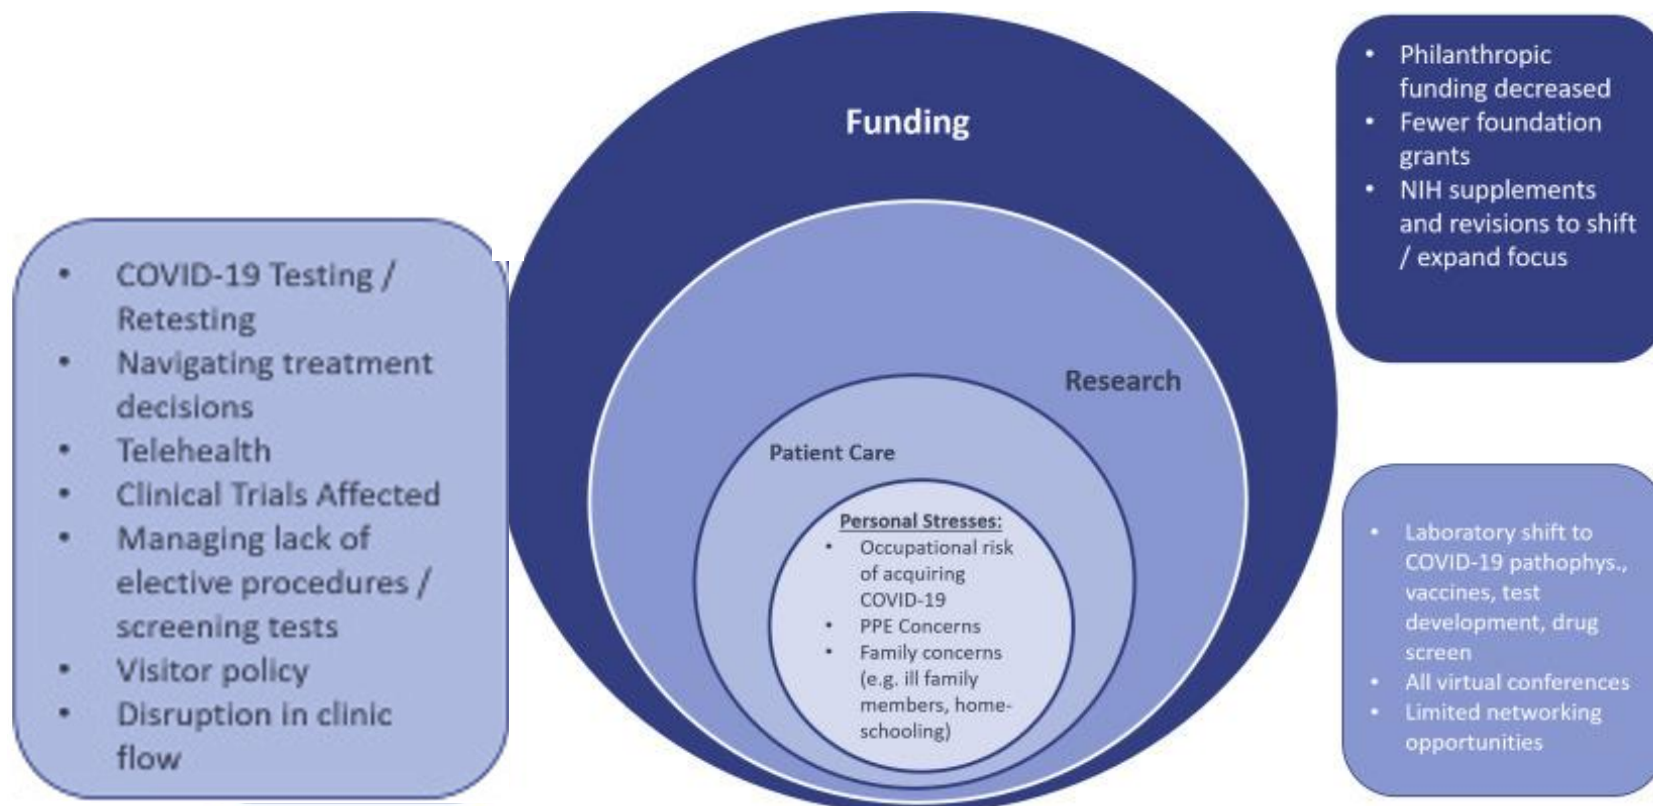 Funding
Research
Patient Care
Personal Stresses:
• Occupational risk
of acquiring
COVID-19
• PPE Concerns
• Family concerns
(e.g. ill family
members, home-
schooling)
• COVID-19 Testing /
Retesting
• Navigating treatment
decisions
• Telehealth
• Clinical Trials Affected
• Managing lack of
elective procedures /
screening tests
• Visitor policy
• Disruption in clinic
flow
• Philanthropic
funding decreased
• Fewer foundation
grants
• NIH supplements
and revisions to shift
/ expand focus
• Laboratory shift to
COVID-19 pathophys.,
vaccines, test
development, drug
screen
• All virtual conferences
• Limited networking
opportunities